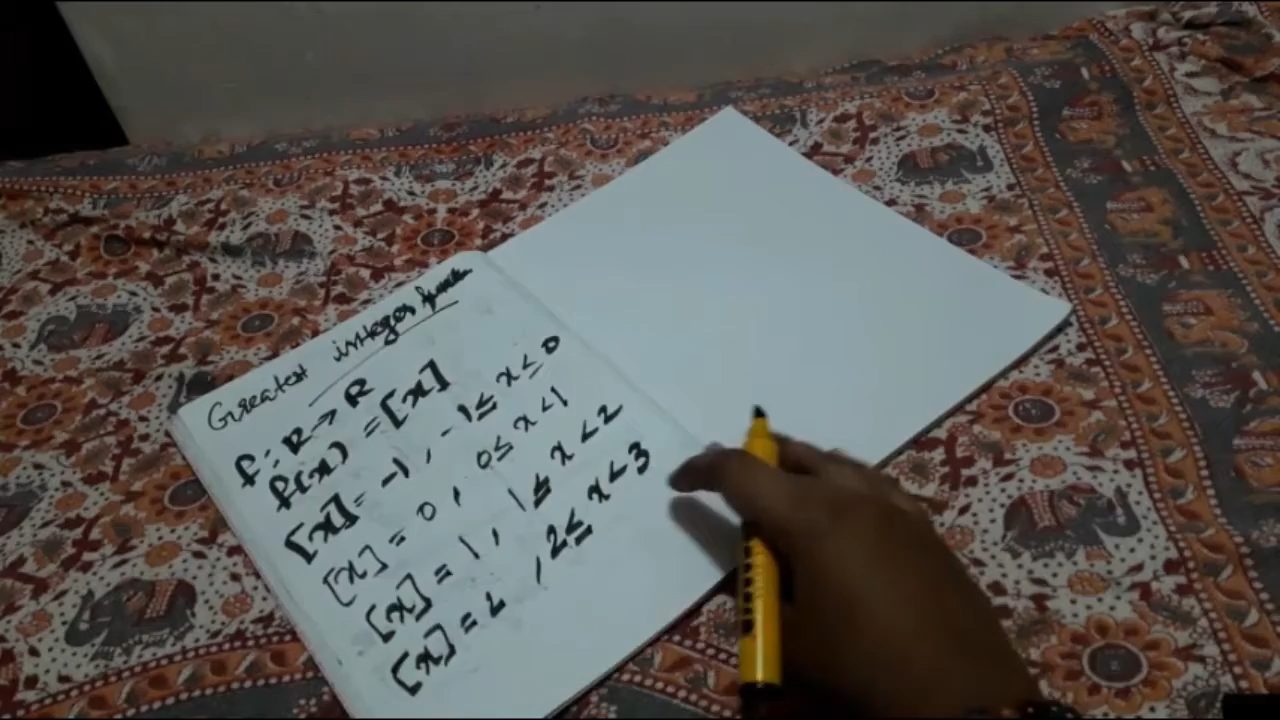 Greatest integer function
f: R → R
f(x) = [x]
[x] = -1, -1 ≤ x ≤ 0
[x] = 0, 0 ≤ x < 1
[x] = 1, 1 ≤ x < 2
[x] = 2, 2 ≤ x < 3